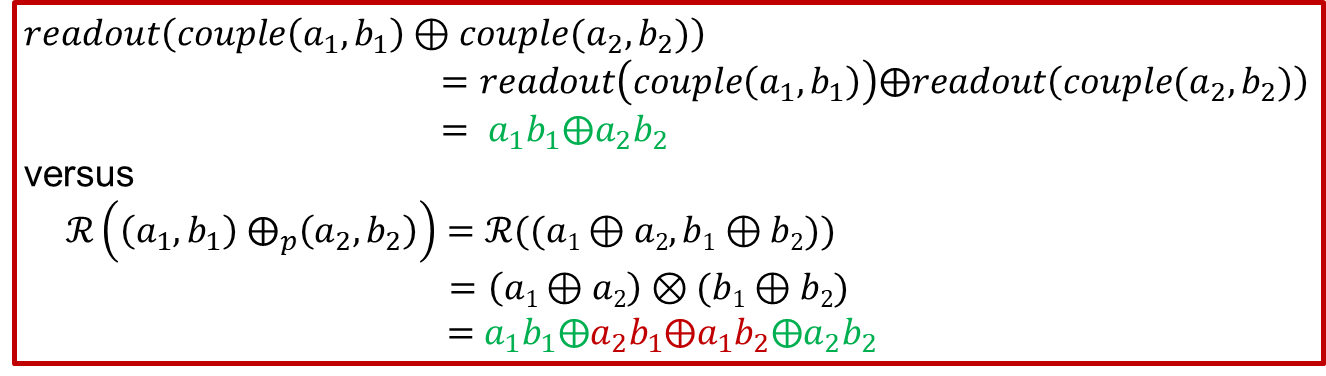 readout(couple(a₁, b₁) ⊕ couple(a₂, b₂))
= readout(couple(a₁, b₁))⊕readout(couple(a₂, b₂))
= a₁b₁⊕a₂b₂
versus
ℛ((a₁, b₁) ⊕ₚ(a₂, b₂)) = ℛ((a₁ ⊕ a₂, b₁ ⊕ b₂))
= (a₁ ⊕ a₂) ⊗ (b₁ ⊕ b₂)
= a₁b₁⊕a₂b₁⊕a₁b₂⊕a₂b₂